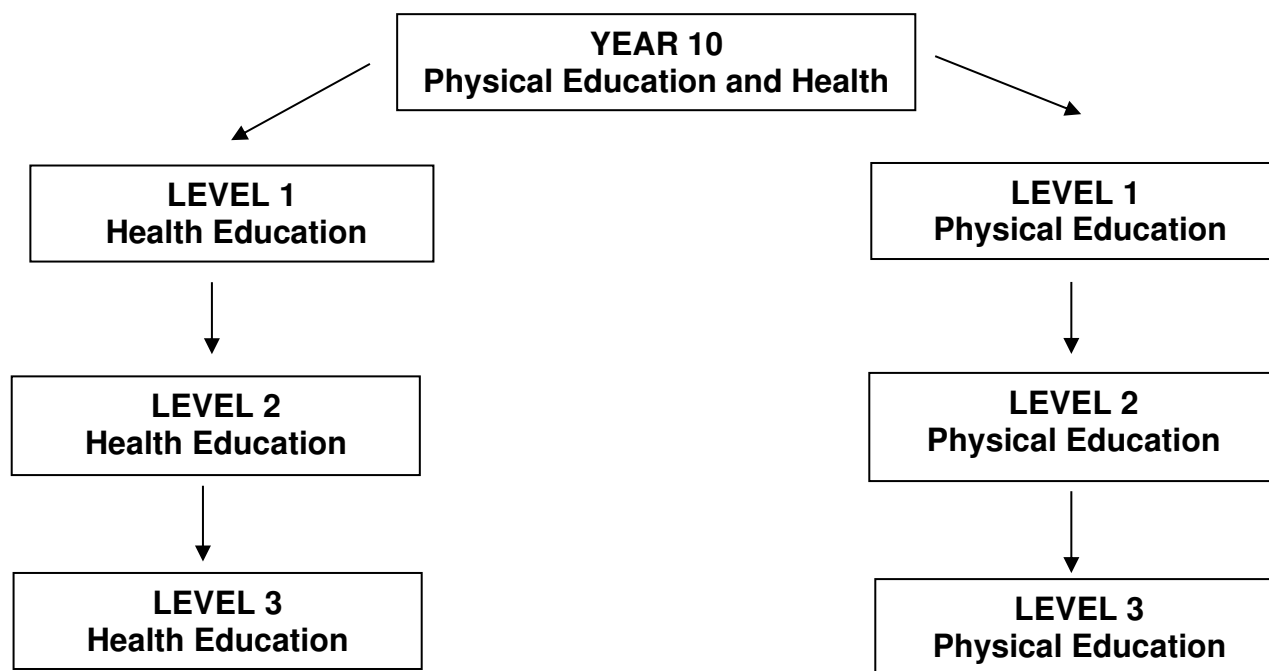 YEAR 10
Physical Education and Health
LEVEL 1
Health Education
LEVEL 1
Physical Education
LEVEL 2
Health Education
LEVEL 2
Physical Education
LEVEL 3
Health Education
LEVEL 3
Physical Education